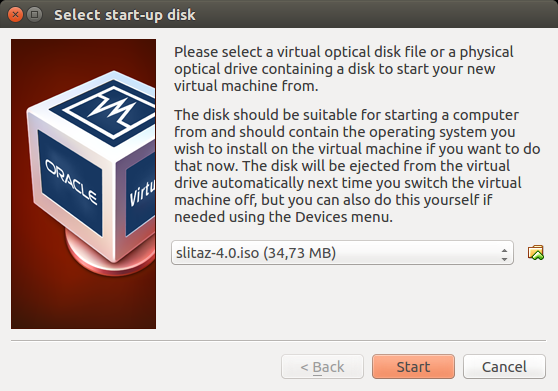 Select start-up disk
Please select a virtual optical disk file or a physical
optical drive containing a disk to start your new
virtual machine from.
The disk should be suitable for starting a computer
from and should contain the operating system you
wish to install on the virtual machine if you want to do
that now. The disk will be ejected from the virtual
drive automatically next time you switch the virtual
machine off, but you can also do this yourself if
needed using the Devices menu.
ORACLE
Virtu
slitaz-4.0.iso (34,73 MB)
< Back
Start
Cancel